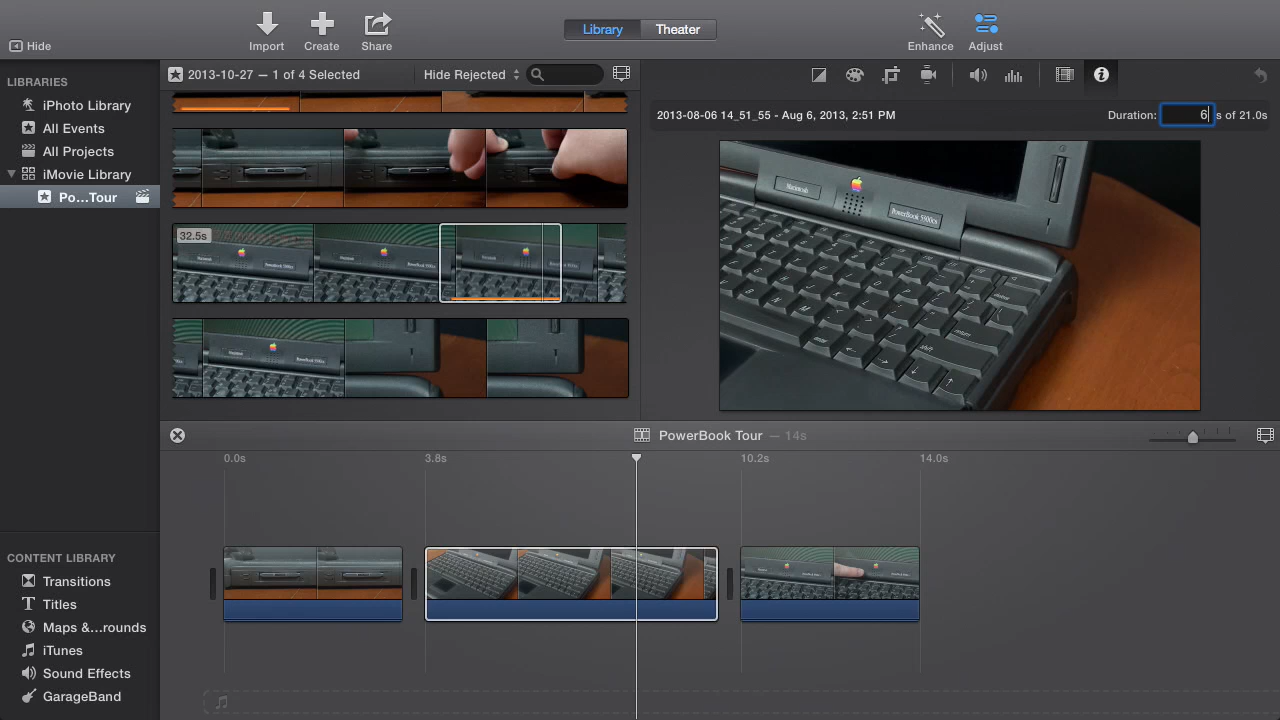 Hide
Import
Create
Share
Library
Theater
Enhance
Adjust
LIBRARIES
iPhoto Library
All Events
All Projects
iMovie Library
Po...Tour
2013-10-27 — 1 of 4 Selected
Hide Rejected
32.5s
2013-08-06 14_51_55 - Aug 6, 2013, 2:51 PM
Duration: 6 s of 21.0s
Macintosh
PowerBook 5300cs
PowerBook Tour — 14s
0.0s
3.8s
10.2s
14.0s
CONTENT LIBRARY
Transitions
Titles
Maps &...rounds
iTunes
Sound Effects
GarageBand